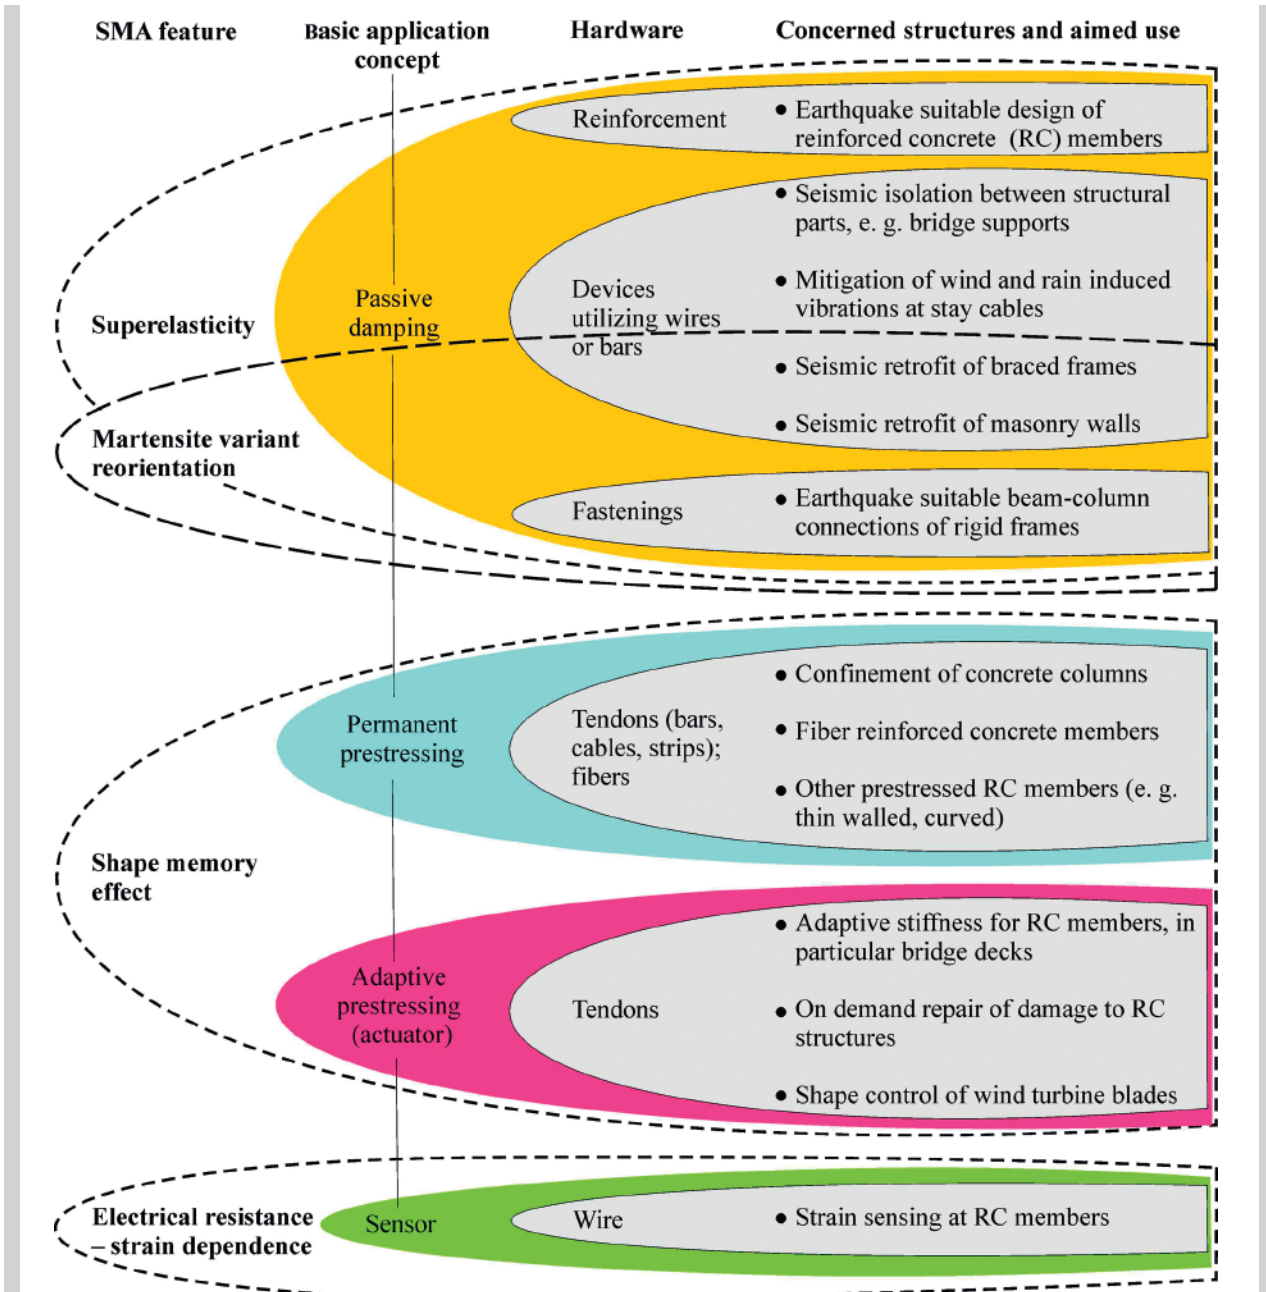 SMA feature
Basic application
concept
Hardware
Concerned structures and aimed use
Superelasticity
Martensite variant
reorientation
Passive
damping
Reinforcement
• Earthquake suitable design of
reinforced concrete (RC) members
Devices
utilizing wires
or bars
• Seismic isolation between structural
parts, e. g. bridge supports
• Mitigation of wind and rain induced
vibrations at stay cables
• Seismic retrofit of braced frames
• Seismic retrofit of masonry walls
Fastenings
• Earthquake suitable beam-column
connections of rigid frames
Shape memory
effect
Permanent
prestressing
Tendons (bars,
cables, strips);
fibers
• Confinement of concrete columns
• Fiber reinforced concrete members
• Other prestressed RC members (e. g.
thin walled, curved)
Adaptive
prestressing
(actuator)
Tendons
• Adaptive stiffness for RC members, in
particular bridge decks
• On demand repair of damage to RC
structures
• Shape control of wind turbine blades
Electrical resistance
– strain dependence
Sensor
Wire
• Strain sensing at RC members